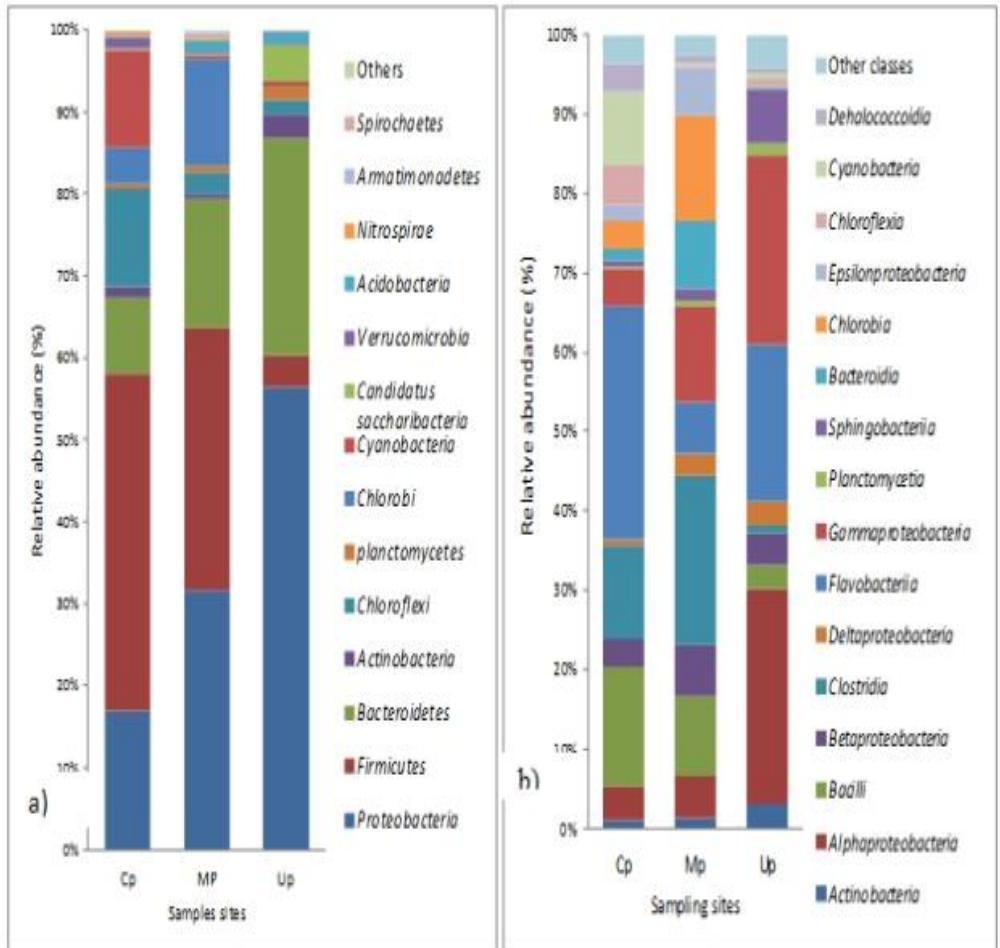 100%
90%
80%
70%
60%
50%
40%
30%
20%
10%
0%
Relative abundance (%)
a)
Cp
MP
Up
Samples sites
Others
Spirochaetes
Armatimonadetes
Nitrospirae
Acidobacteria
Verrucomicrobia
Candidatus
saccharibacteria
Cyanobacteria
Chlorobi
planctomycetes
Chloroflexi
Actinobacteria
Bacteroidetes
Firmicutes
Proteobacteria
100%
90%
80%
70%
60%
50%
40%
30%
20%
10%
0%
Relative abundance (%)
b)
Cp
Mp
Up
Sampling sites
Other classes
Dehalococcoidia
Cyanobacteria
Chloroflexia
Epsilonproteobacteria
Chlorobia
Bacteroidia
Sphingobacteriia
Planctomycetia
Gammaproteobacteria
Flavobacteriia
Deltaproteobacteria
Clostridia
Betaproteobacteria
Bacilli
Alphaproteobacteria
Actinobacteria